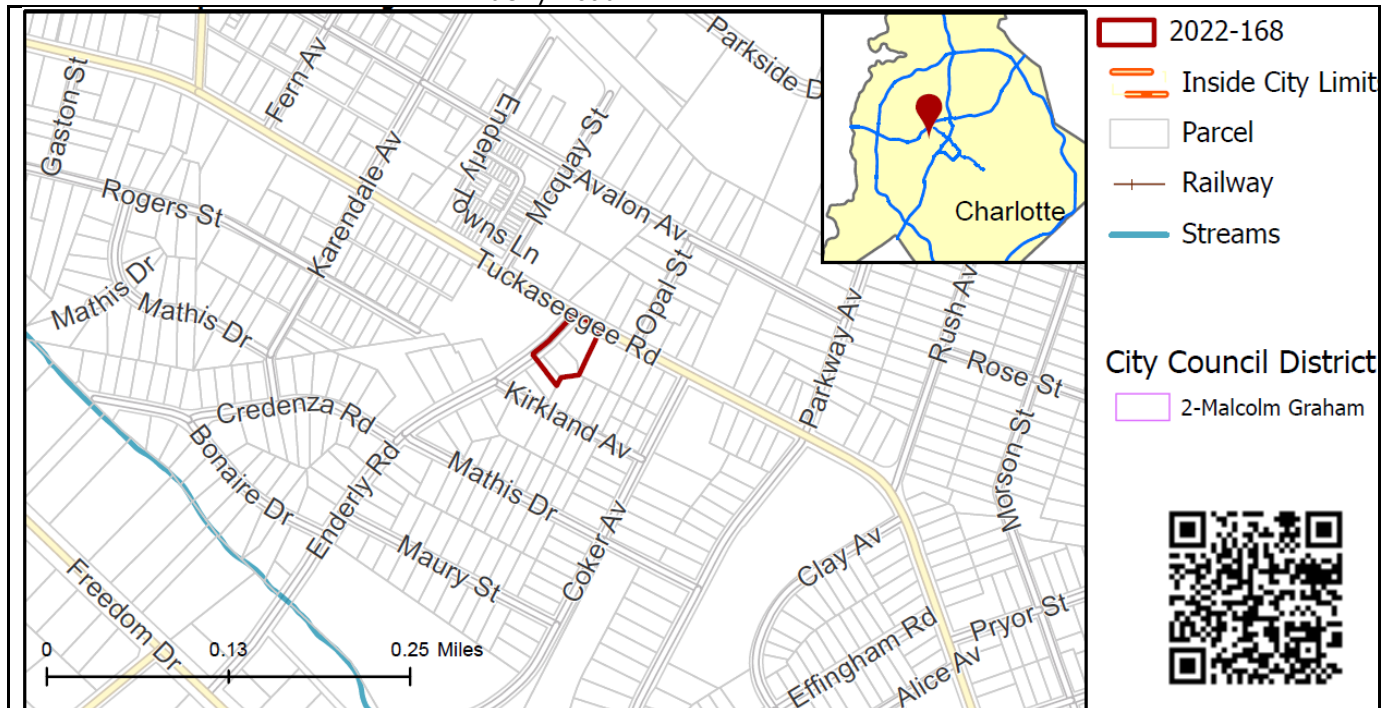 Parkside D
Fern Av
Gaston St
Enderly Towns Ln
Mcquay St
Karendale Av
Avalon Av
Rogers St
Tuckaseegee Rd
Opal St
Mathis Dr
Mathis Dr
Parkway Av
Rush Av
Rose St
Kirkland Av
Credenza Rd
Bonaire Dr
Mathis Dr
Morson St
Enderly Rd
Maury St
Coker Av
Clay Av
Freedom Dr
Pryor St
Effingham Rd
Alice Av
0 0.13 0.25 Miles
Charlotte
2022-168
Inside City Limit
Parcel
Railway
Streams
City Council District
2-Malcolm Graham